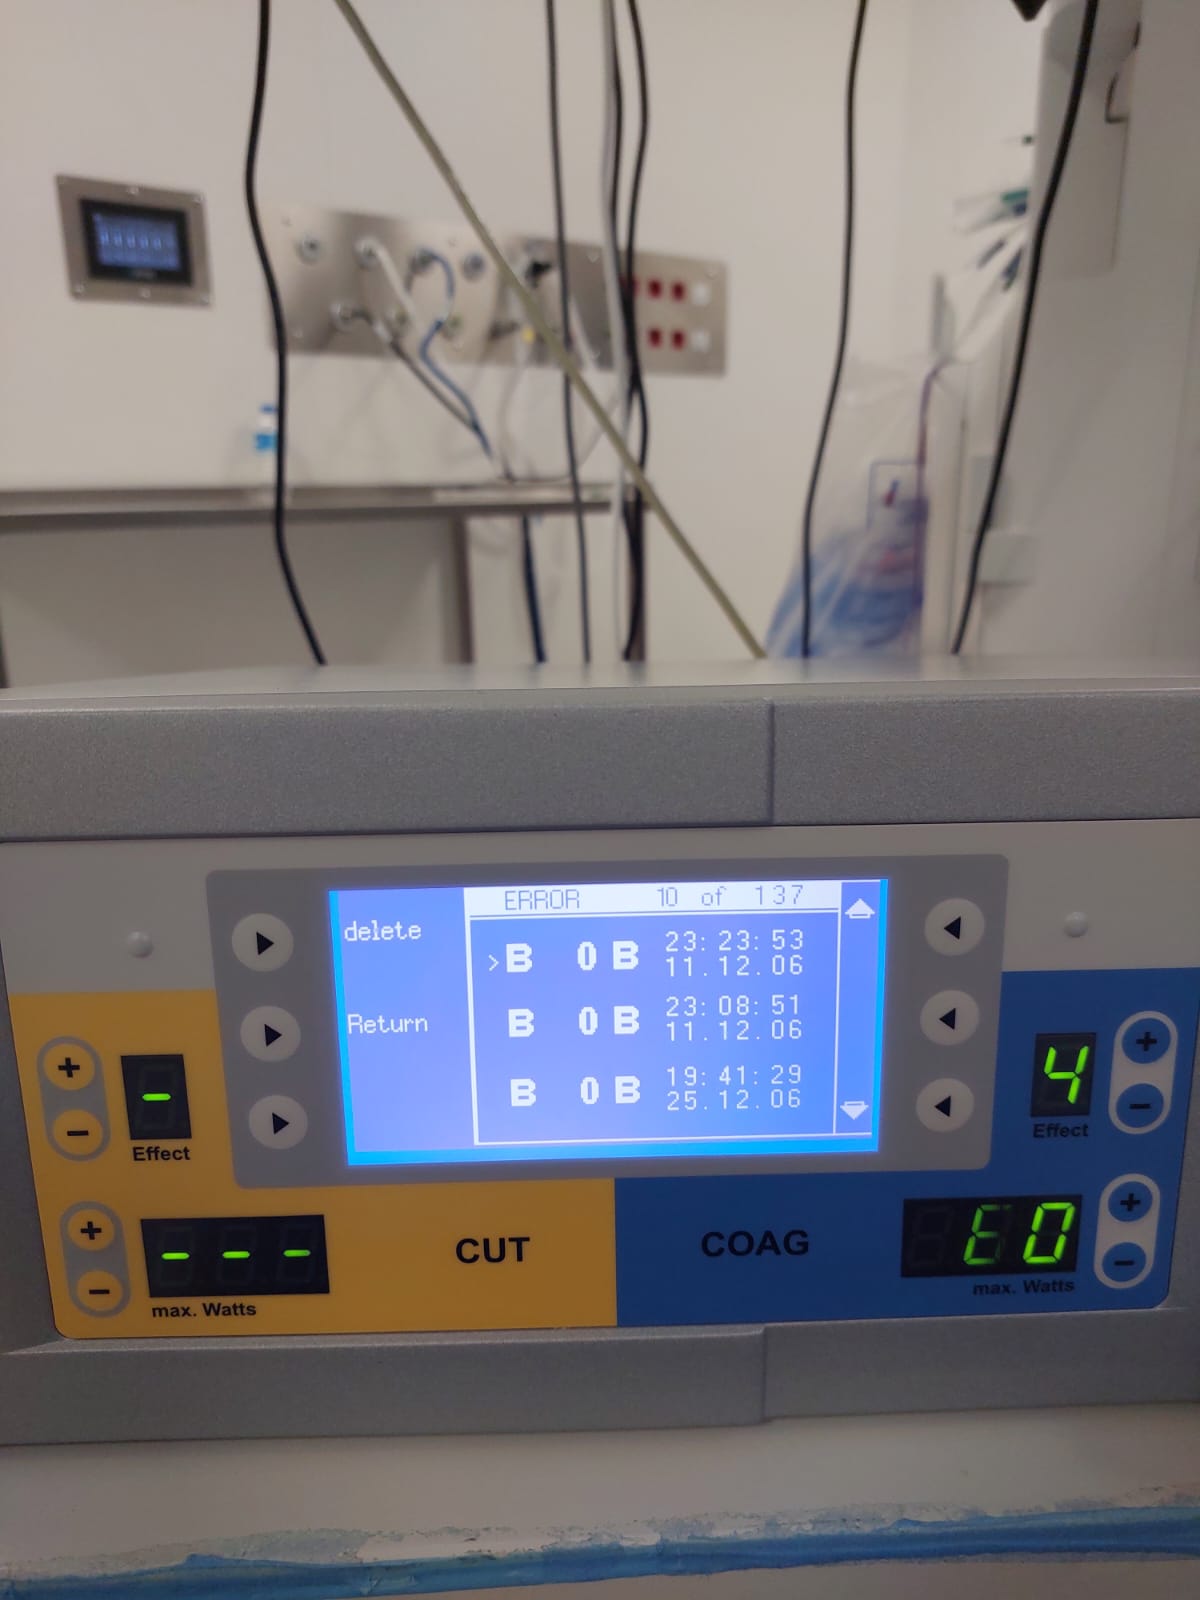 ERROR 10 of 137
delete
>B 0B 23:23:53
11.12.06
Return
B 0B 23:08:51
11.12.06
B 0B 19:41:29
25.12.06
+
-
-
Effect
4
+
-
Effect
+
-
---
max. Watts
CUT
COAG
60
+
-
max. Watts